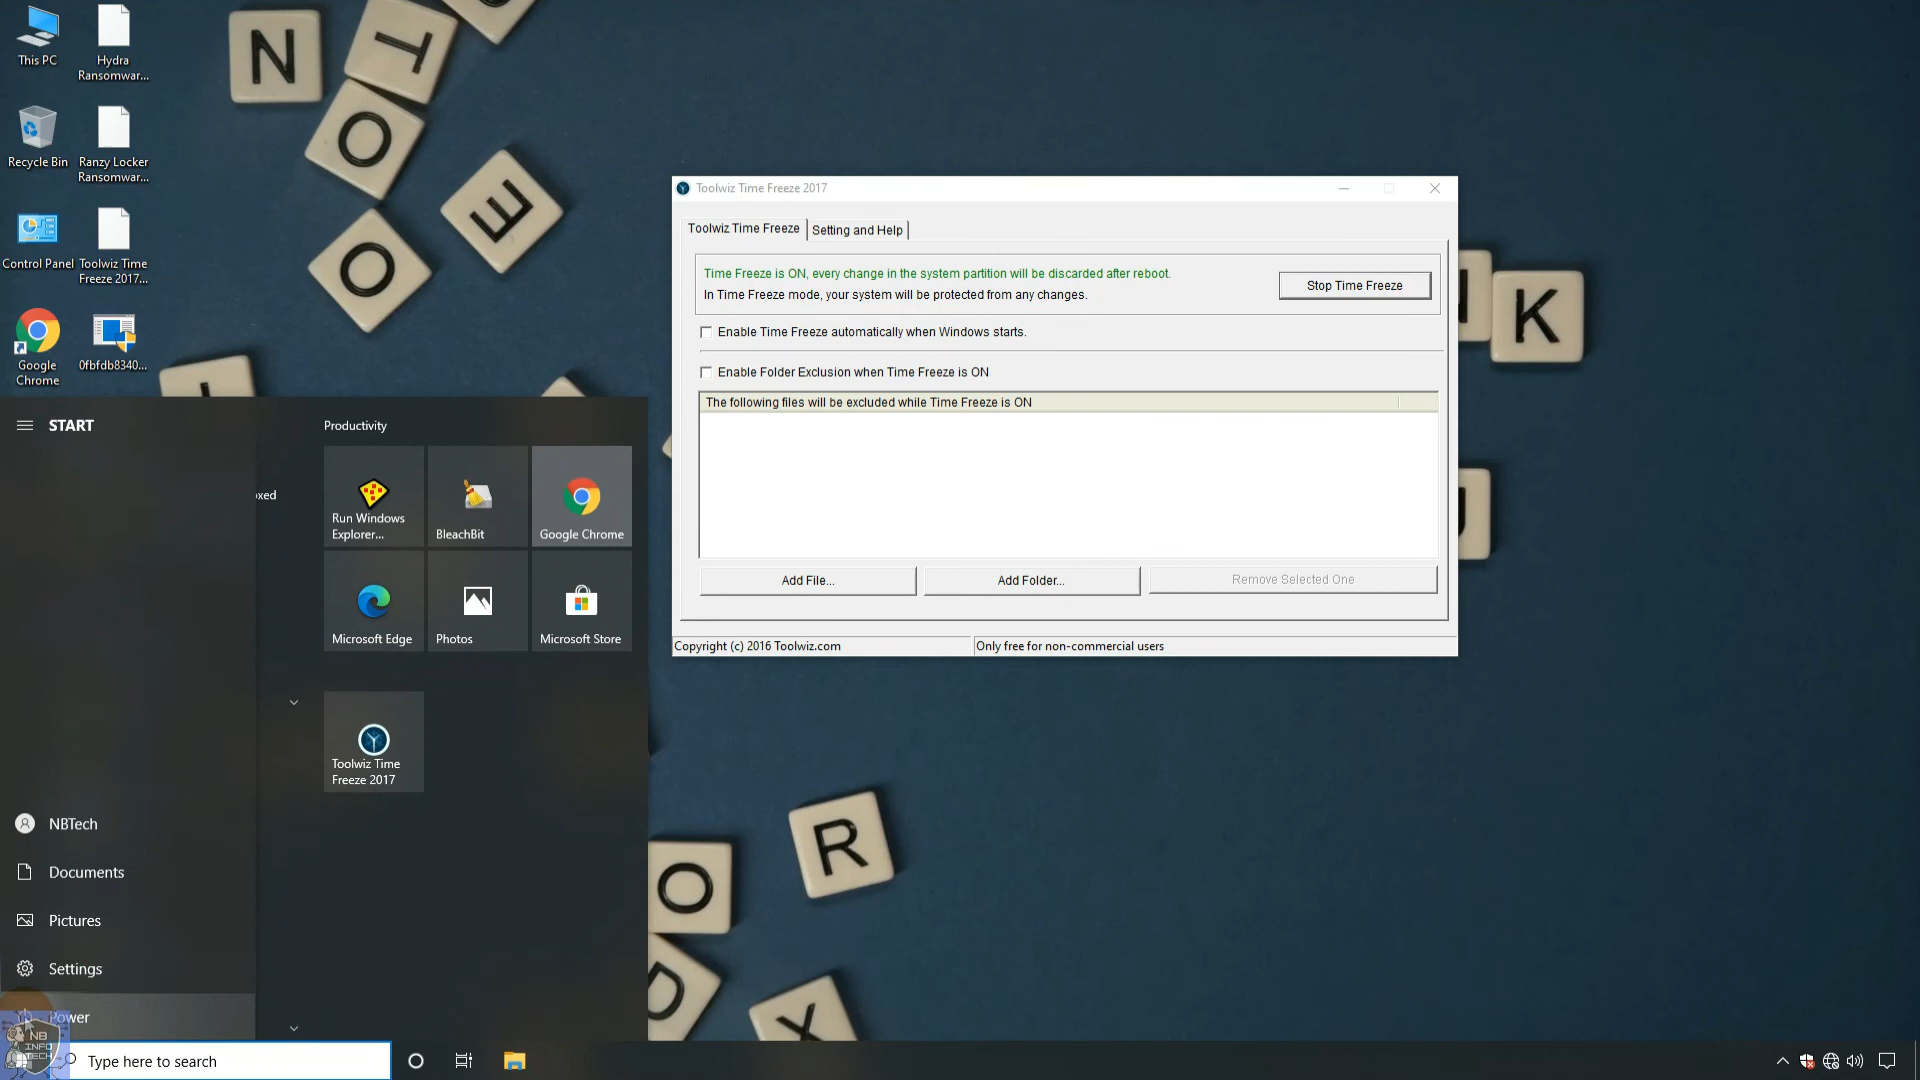 This PC
Hydra
Ransomwar...
Recycle Bin
Ranzy Locker
Ransomwar...
Control Panel
Toolwiz Time
Freeze 2017...
Google
Chrome
0fbfdb8340...
N
T
O
E
O
K
O
R
D
X
Toolwiz Time Freeze 2017
Toolwiz Time Freeze
Setting and Help
Time Freeze is ON, every change in the system partition will be discarded after reboot.
In Time Freeze mode, your system will be protected from any changes.
Stop Time Freeze
Enable Time Freeze automatically when Windows starts.
Enable Folder Exclusion when Time Freeze is ON
The following files will be excluded while Time Freeze is ON
Add File...
Add Folder...
Remove Selected One
Copyright (c) 2016 Toolwiz.com
Only free for non-commercial users
START
Productivity
oxed
Run Windows
Explorer...
BleachBit
Google Chrome
Microsoft Edge
Photos
Microsoft Store
Toolwiz Time
Freeze 2017
NBTech
Documents
Pictures
Settings
Power
NB
INFO
TECH
Type here to search